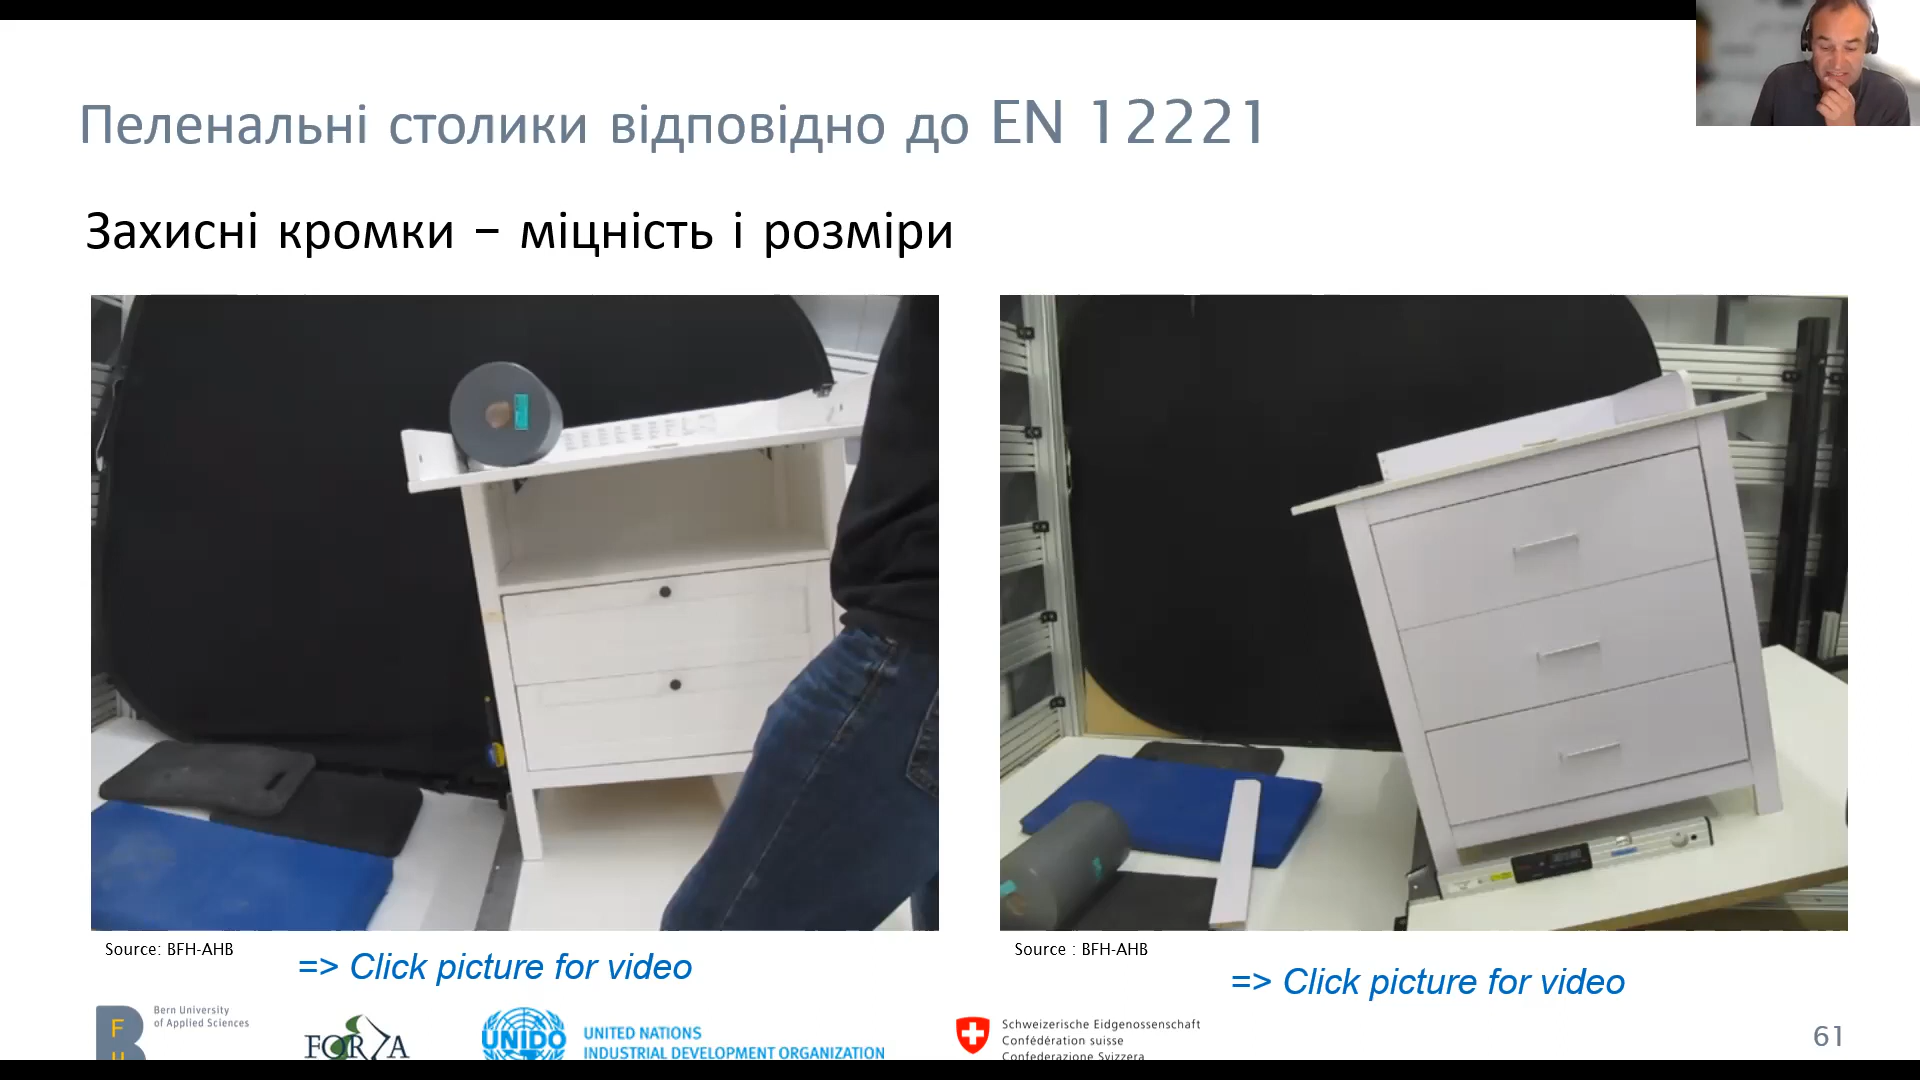 Пеленальні столики відповідно до EN 12221
Захисні кромки – міцність і розміри
Source: BFH-AHB
=> Click picture for video
Source : BFH-AHB
=> Click picture for video
Bern University
of Applied Sciences
F
FORZA
UNIDO
UNITED NATIONS
INDUSTRIAL DEVELOPMENT ORGANIZATION
Schweizerische Eidgenossenschaft
Confédération suisse
Confederazione Svizzera
61